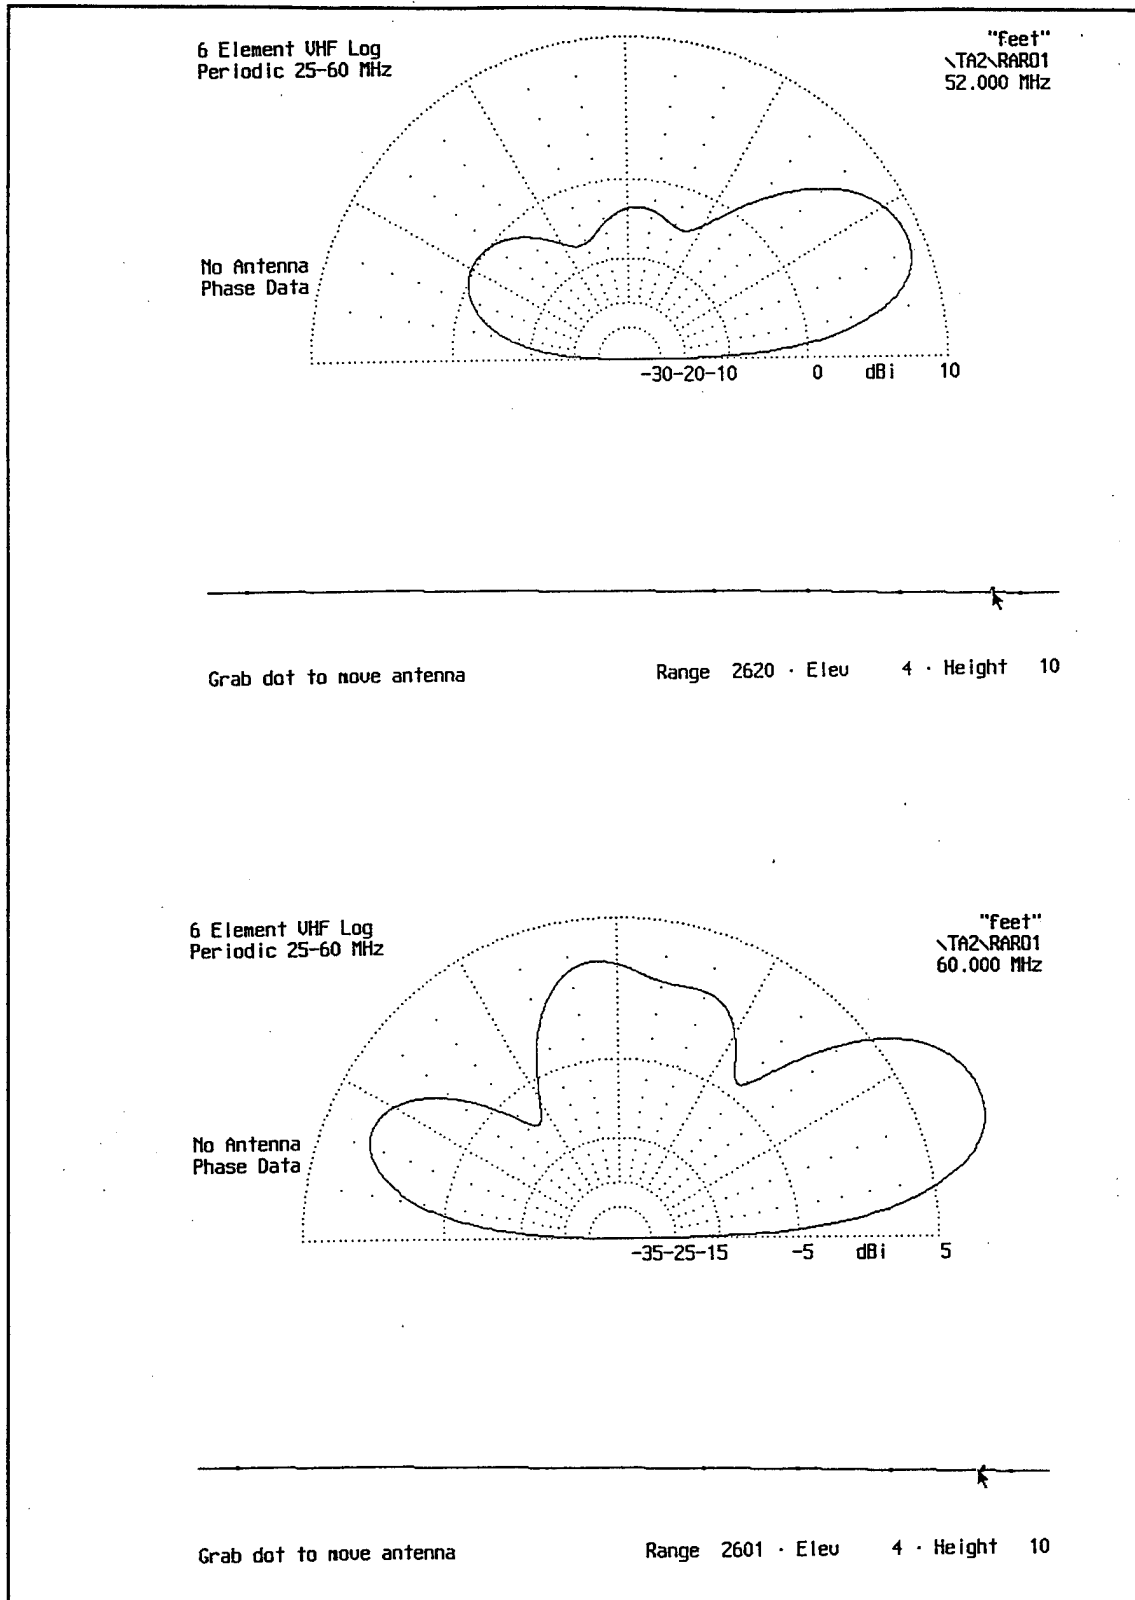 6 Element VHF Log
Periodic 25-60 MHz
"feet"
\TA2\RAR01
52.000 MHz
No Antenna
Phase Data
-30-20-10 0 dBi 10
Grab dot to move antenna
Range 2620 · Elev 4 · Height 10
6 Element VHF Log
Periodic 25-60 MHz
"feet"
\TA2\RAR01
60.000 MHz
No Antenna
Phase Data
-35-25-15 -5 dBi 5
Grab dot to move antenna
Range 2601 · Elev 4 · Height 10